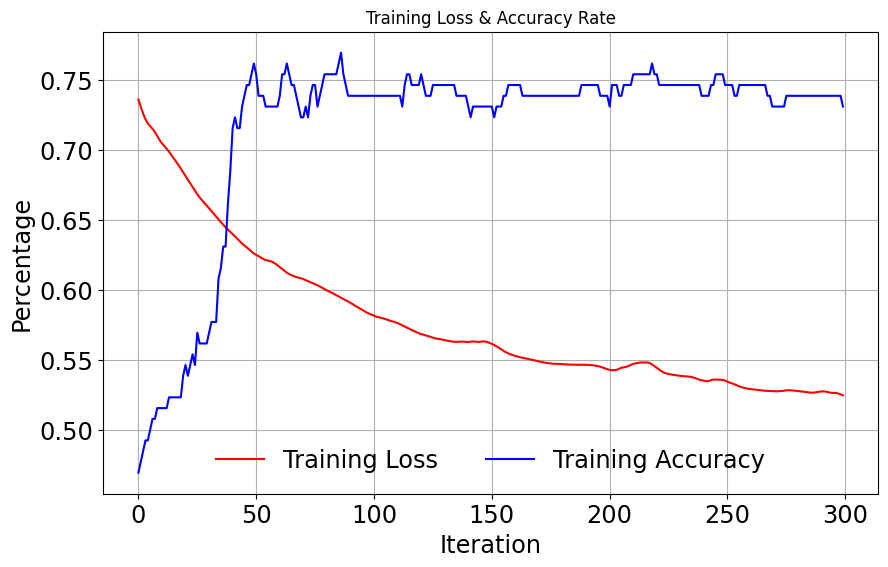 Training Loss & Accuracy Rate
Percentage
0.75
0.70
0.65
0.60
0.55
0.50
Training Loss
Training Accuracy
0 50 100 150 200 250 300
Iteration